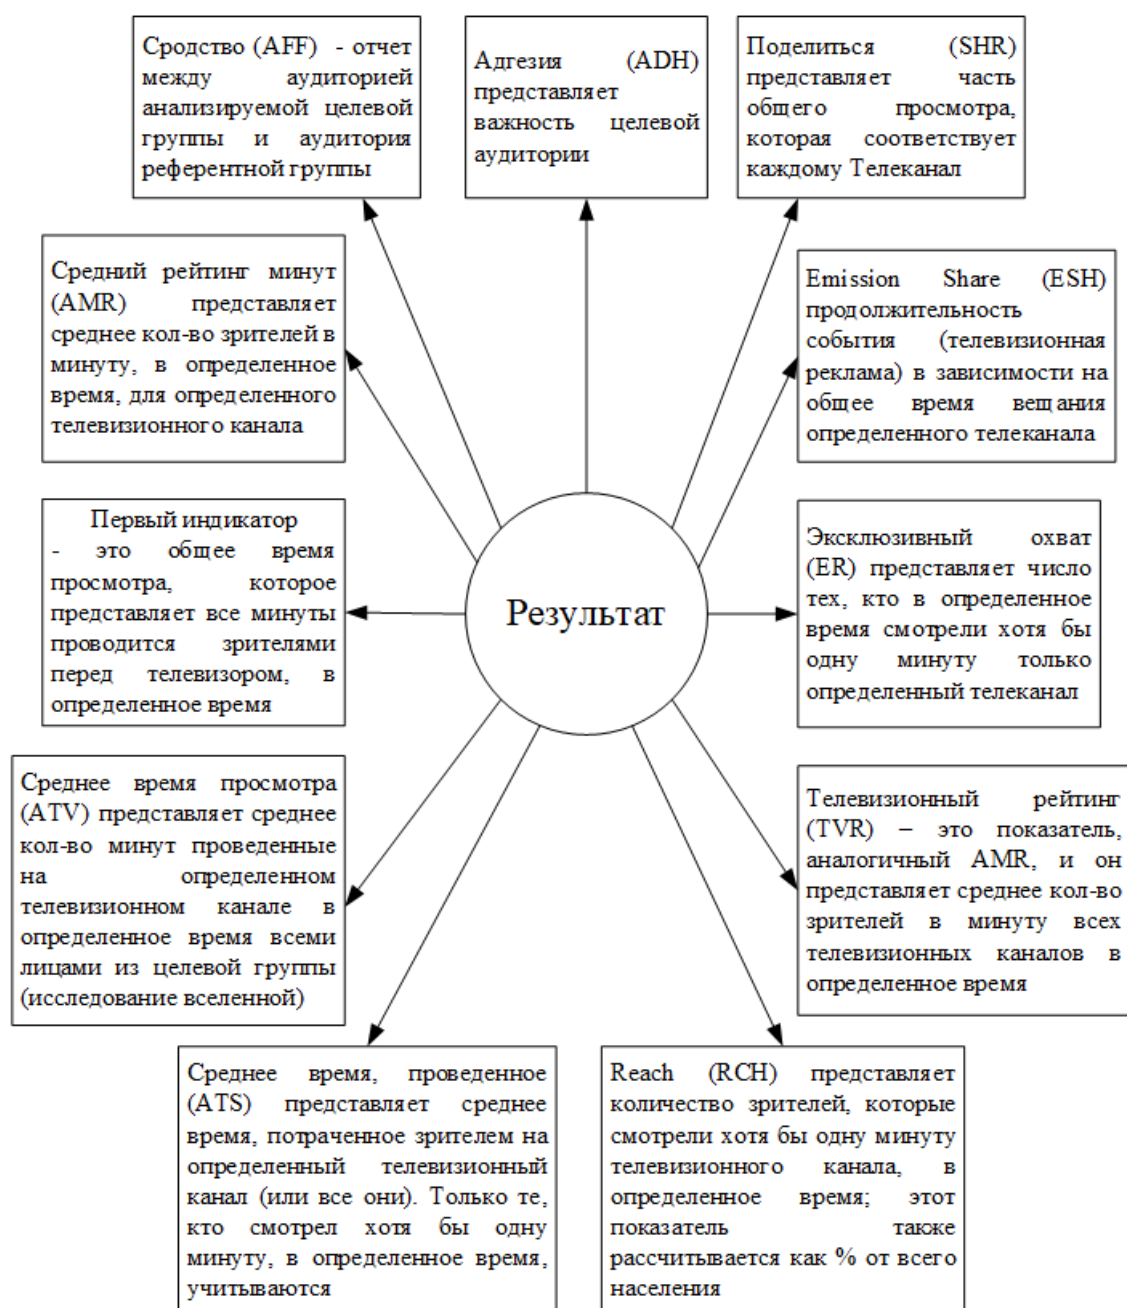 Сродство (AFF) - отчет
между аудиторией
анализируемой целевой
группы и аудитория
референтной группы
Адгезия (ADH)
представляет
важность целевой
аудитории
Поделиться (SHR)
представляет часть
общего просмотра,
которая соответствует
каждому Телеканал
Средний рейтинг минут
(AMR) представляет
среднее кол-во зрителей в
минуту, в определенное
время, для определенного
телевизионного канала
Emission Share (ESH)
продолжительность
события (телевизионная
реклама) в зависимости на
общее время вещания
определенного телеканала
Первый индикатор
- это общее время
просмотра, которое
представляет все минуты
проводится зрителями
перед телевизором, в
определенное время
Результат
Эксклюзивный охват
(ER) представляет число
тех, кто в определенное
время смотрели хотя бы
одну минуту только
определенный телеканал
Среднее время просмотра
(ATV) представляет среднее
кол-во минут проведенные
на определенном
телевизионном канале в
определенное время всеми
лицами из целевой группы
(исследование вселенной)
Телевизионный рейтинг
(TVR) – это показатель,
аналогичный AMR, и он
представляет среднее кол-во
зрителей в минуту всех
телевизионных каналов в
определенное время
Среднее время, проведенное
(ATS) представляет среднее
время, потраченное зрителем на
определенный телевизионный
канал (или все они). Только те,
кто смотрел хотя бы одну
минуту, в определенное время,
учитываются
Reach (RCH) представляет
количество зрителей, которые
смотрели хотя бы одну минуту
телевизионного канала, в
определенное время; этот
показатель также
рассчитывается как % от всего
населения